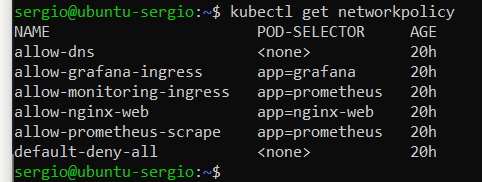 sergio@ubuntu-sergio:~$ kubectl get networkpolicy
NAME                       POD-SELECTOR     AGE
allow-dns                  <none>           20h
allow-grafana-ingress      app=grafana      20h
allow-monitoring-ingress   app=prometheus   20h
allow-nginx-web            app=nginx-web    20h
allow-prometheus-scrape    app=prometheus   20h
default-deny-all           <none>           20h
sergio@ubuntu-sergio:~$